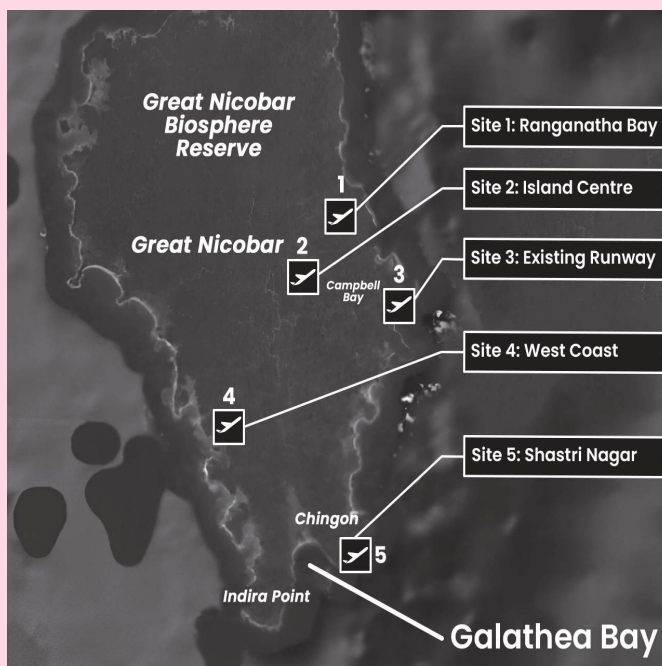 Great Nicobar
Biosphere
Reserve
Site 1: Ranganatha Bay
1
Site 2: Island Centre
Great Nicobar
2
Site 3: Existing Runway
Campbell
Bay
3
Site 4: West Coast
4
Site 5: Shastri Nagar
Chingon
5
Indira Point
Galathea Bay